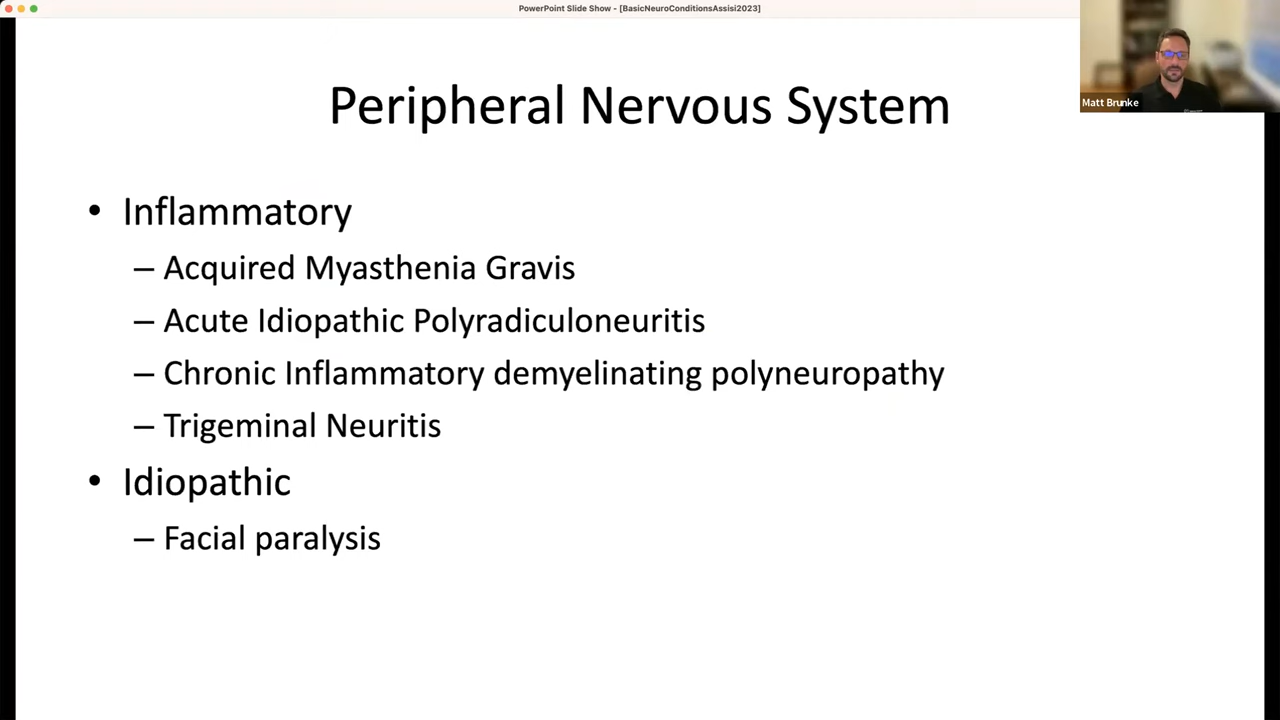 PowerPoint Slide Show - [BasicNeuroConditionsAssisi2023]
Matt Brunke
Peripheral Nervous System
• Inflammatory
– Acquired Myasthenia Gravis
– Acute Idiopathic Polyradiculoneuritis
– Chronic Inflammatory demyelinating polyneuropathy
– Trigeminal Neuritis
• Idiopathic
– Facial paralysis